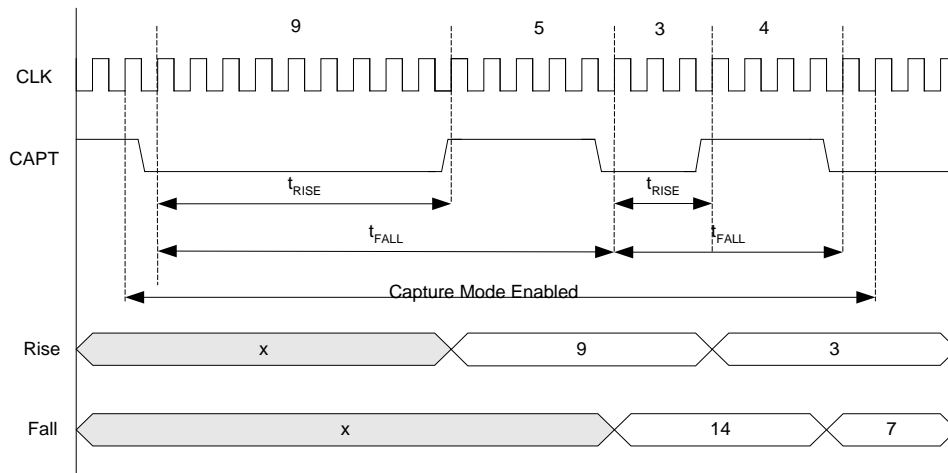 9 5 3 4
CLK
CAPT
tRISE tRISE
tFALL tFALL
Capture Mode Enabled
Rise x 9 3
Fall x 14 7